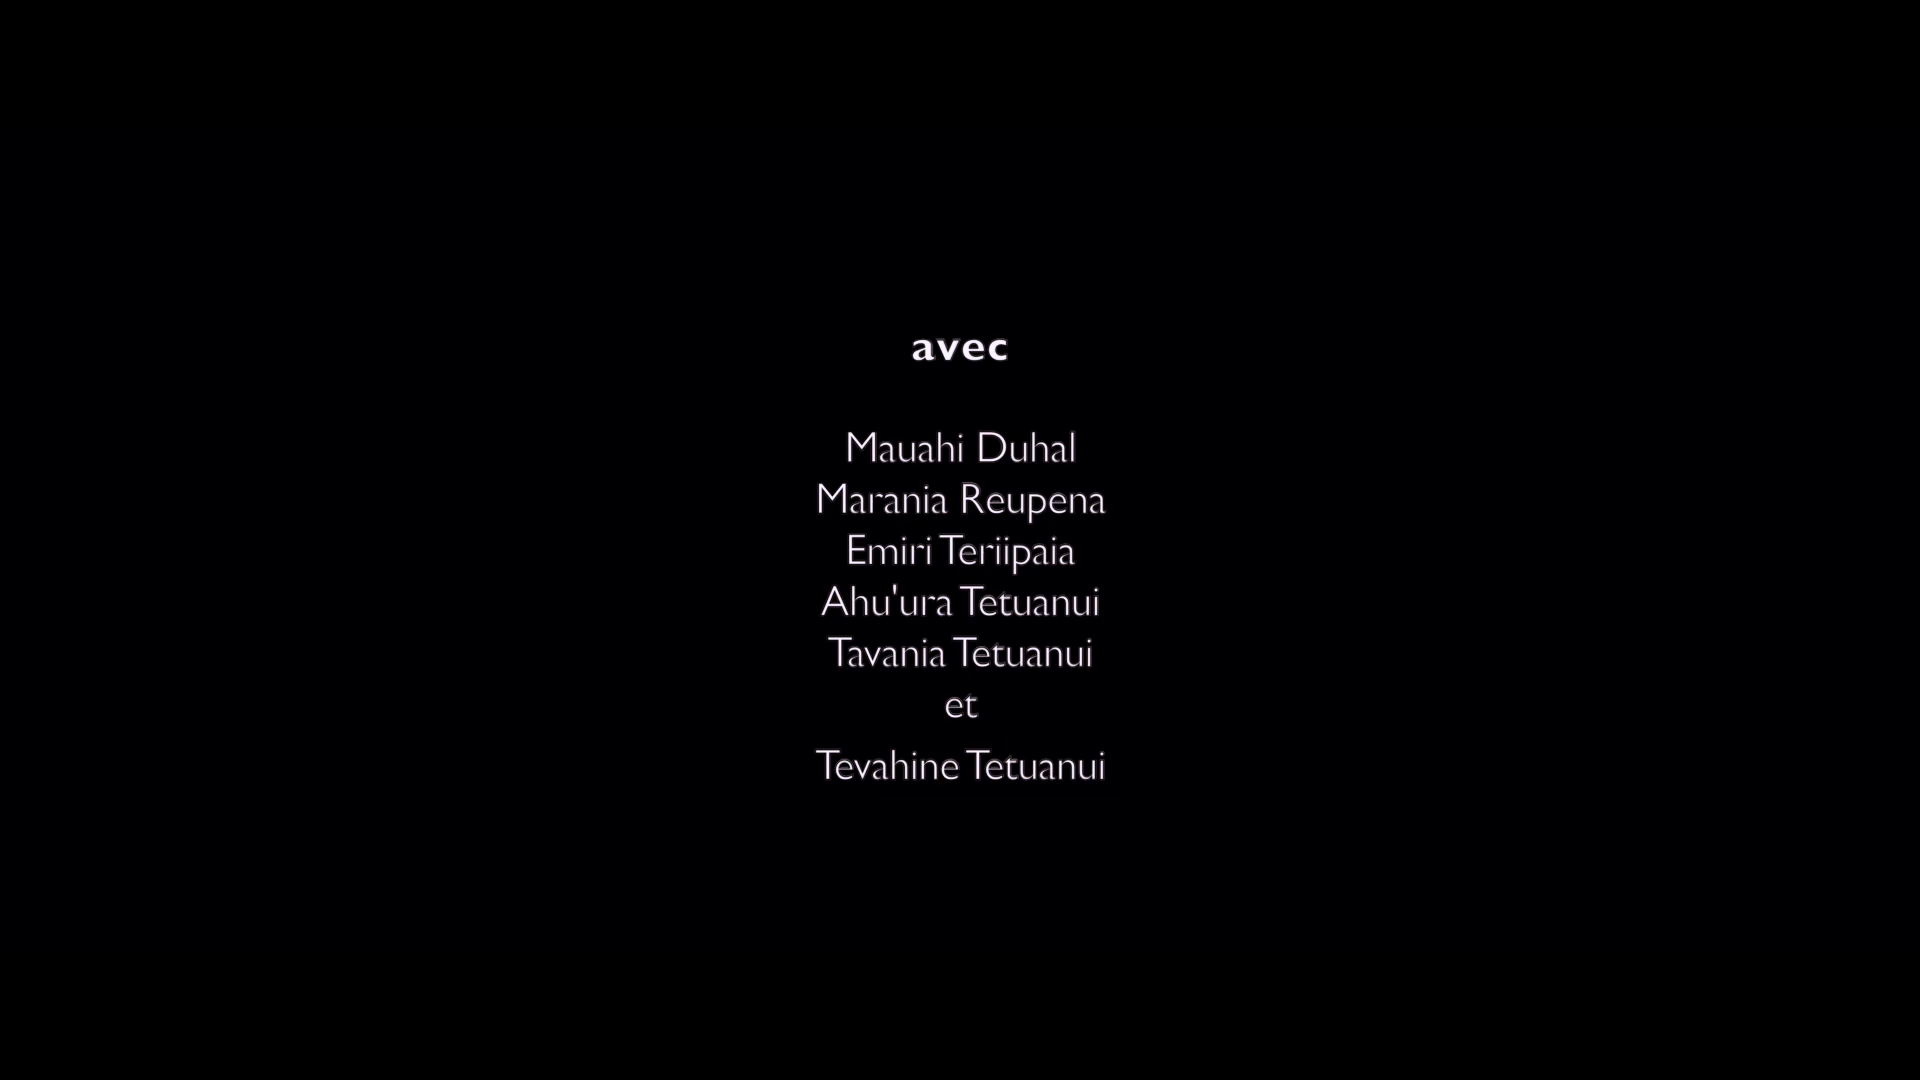 avec
Mauahi Duhal
Marania Reupena
Emiri Teriipaia
Ahu'ura Tetuanui
Tavania Tetuanui
et
Tevahine Tetuanui